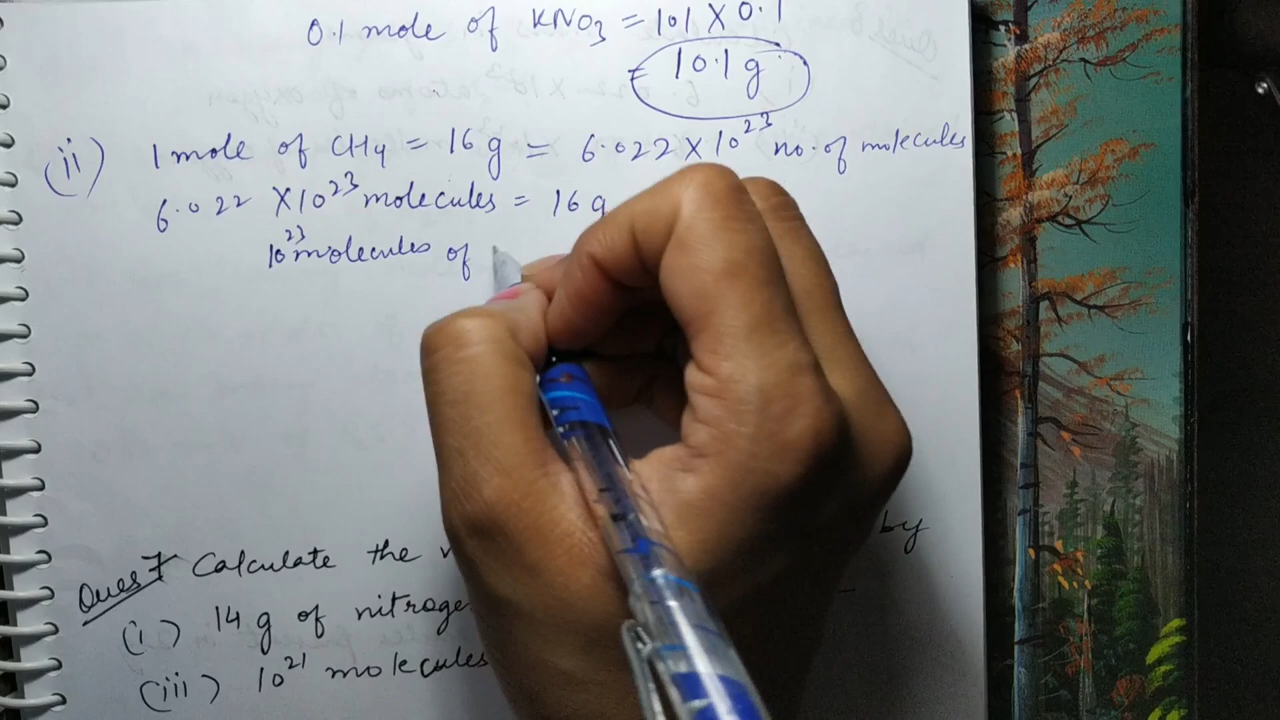 0.1 mole of KNO3 = 101 X 0.1
= 10.1 g
(ii) 1 mole of CH4 = 16 g = 6.022 X 10^23 no. of molecules
6.022 X10^23 molecules = 16 g
10^23 molecules of
Ques 7 Calculate the by
(i) 14 g of
(iii) 10^21 molecules